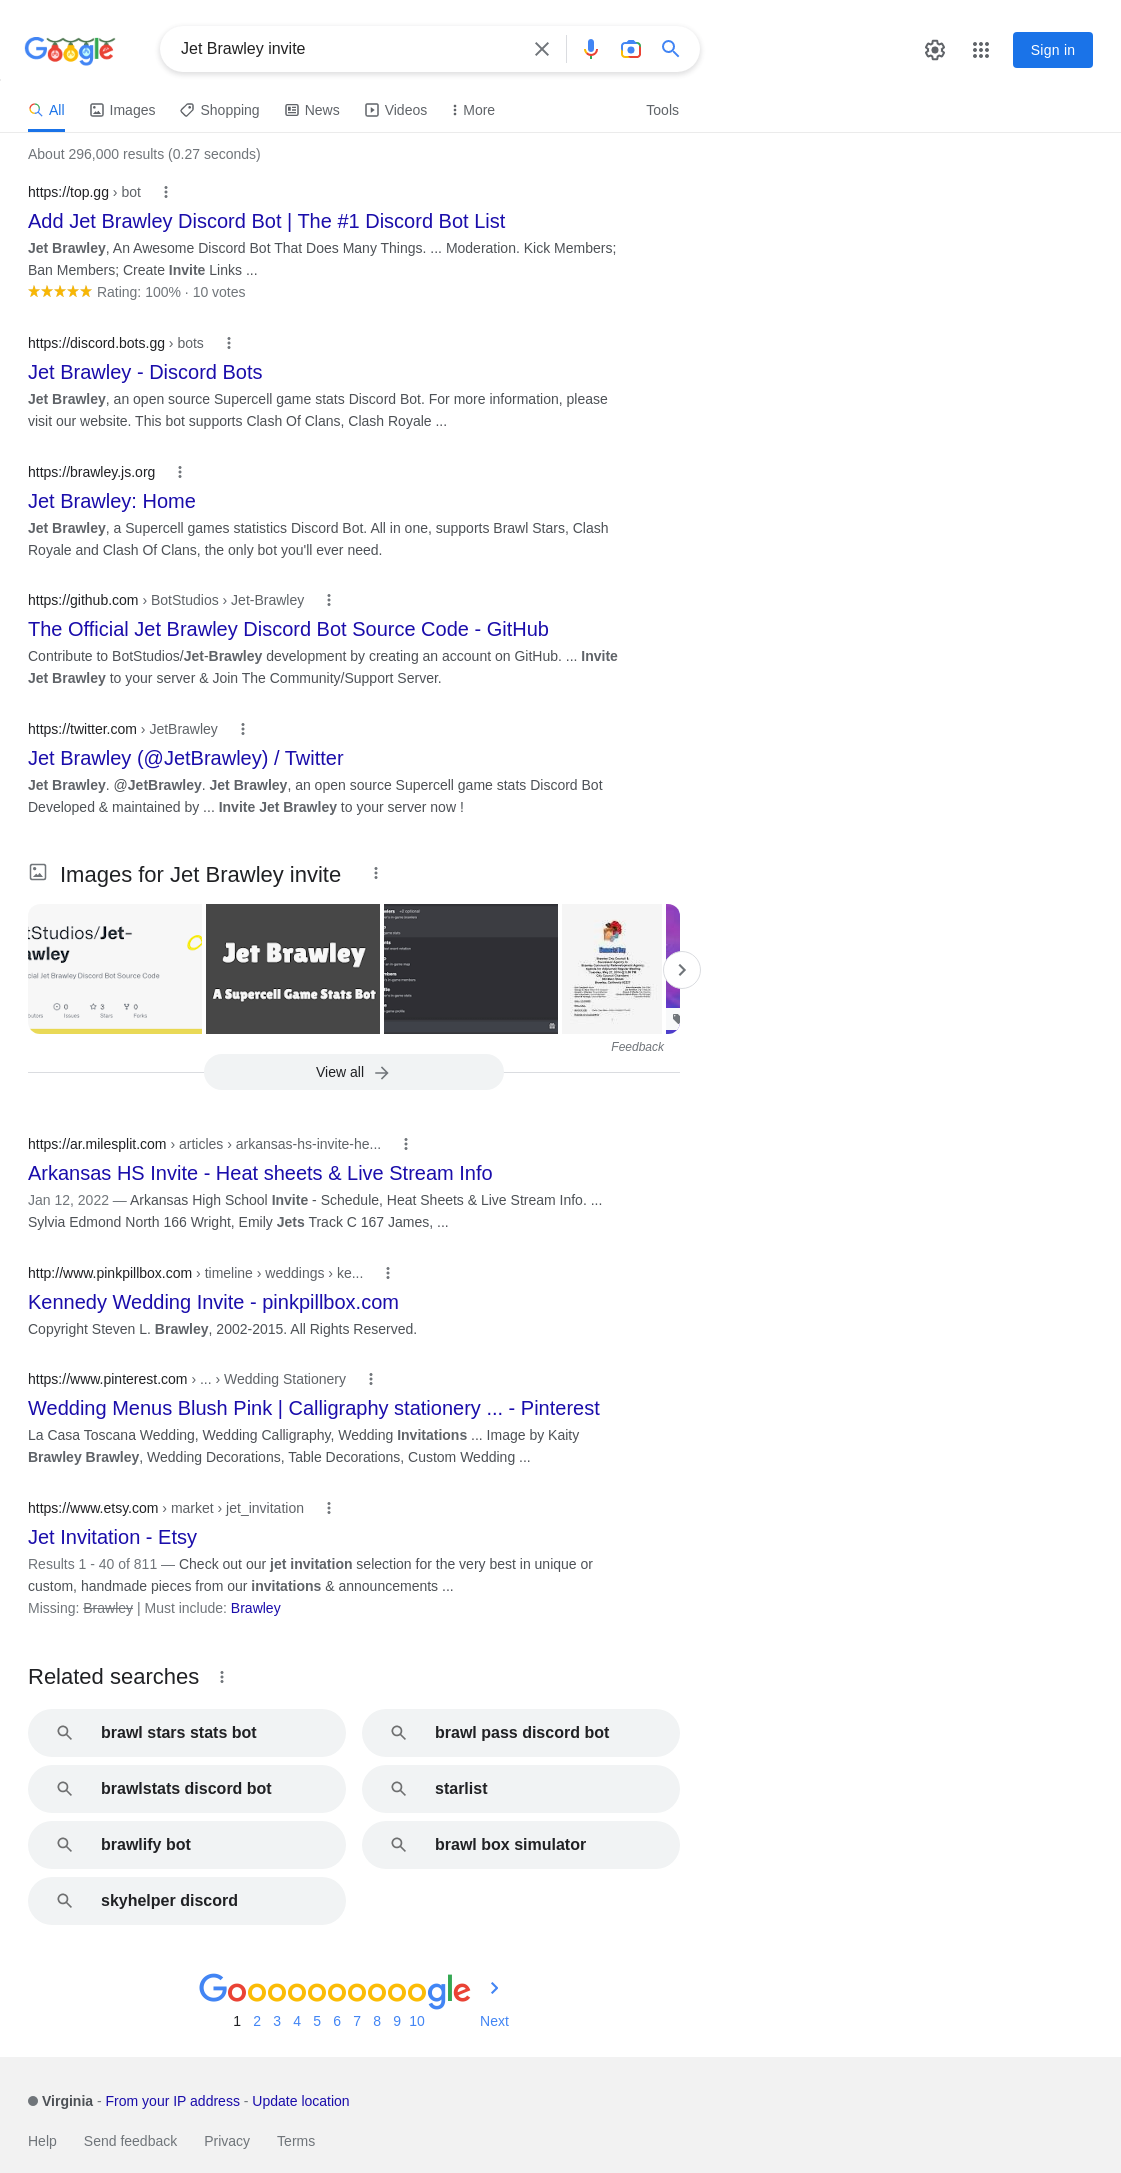 Google
Jet Brawley invite
Sign in
All Images Shopping News Videos More Tools
About 296,000 results (0.27 seconds)
https://top.gg › bot
Add Jet Brawley Discord Bot | The #1 Discord Bot List
Jet Brawley, An Awesome Discord Bot That Does Many Things. ... Moderation. Kick Members;
Ban Members; Create Invite Links ...
Rating: 100% · 10 votes
https://discord.bots.gg › bots
Jet Brawley - Discord Bots
Jet Brawley, an open source Supercell game stats Discord Bot. For more information, please
visit our website. This bot supports Clash Of Clans, Clash Royale ...
https://brawley.js.org
Jet Brawley: Home
Jet Brawley, a Supercell games statistics Discord Bot. All in one, supports Brawl Stars, Clash
Royale and Clash Of Clans, the only bot you'll ever need.
https://github.com › BotStudios › Jet-Brawley
The Official Jet Brawley Discord Bot Source Code - GitHub
Contribute to BotStudios/Jet-Brawley development by creating an account on GitHub. ... Invite
Jet Brawley to your server & Join The Community/Support Server.
https://twitter.com › JetBrawley
Jet Brawley (@JetBrawley) / Twitter
Jet Brawley. @JetBrawley. Jet Brawley, an open source Supercell game stats Discord Bot
Developed & maintained by ... Invite Jet Brawley to your server now !
Images for Jet Brawley invite
tStudios/Jet-
awley
cial Jet Brawley Discord Bot Source Code
0 3 0
Issues Stars Forks
Jet Brawley
A Supercell Game Stats Bot
Memorial Day
Feedback
View all
https://ar.milesplit.com › articles › arkansas-hs-invite-he...
Arkansas HS Invite - Heat sheets & Live Stream Info
Jan 12, 2022 — Arkansas High School Invite - Schedule, Heat Sheets & Live Stream Info. ...
Sylvia Edmond North 166 Wright, Emily Jets Track C 167 James, ...
http://www.pinkpillbox.com › timeline › weddings › ke...
Kennedy Wedding Invite - pinkpillbox.com
Copyright Steven L. Brawley, 2002-2015. All Rights Reserved.
https://www.pinterest.com › ... › Wedding Stationery
Wedding Menus Blush Pink | Calligraphy stationery ... - Pinterest
La Casa Toscana Wedding, Wedding Calligraphy, Wedding Invitations ... Image by Kaity
Brawley Brawley, Wedding Decorations, Table Decorations, Custom Wedding ...
https://www.etsy.com › market › jet_invitation
Jet Invitation - Etsy
Results 1 - 40 of 811 — Check out our jet invitation selection for the very best in unique or
custom, handmade pieces from our invitations & announcements ...
Missing: Brawley | Must include: Brawley
Related searches
brawl stars stats bot
brawl pass discord bot
brawlstats discord bot
starlist
brawlify bot
brawl box simulator
skyhelper discord
Goooooooooogle
1 2 3 4 5 6 7 8 9 10 Next
Virginia - From your IP address - Update location
Help Send feedback Privacy Terms